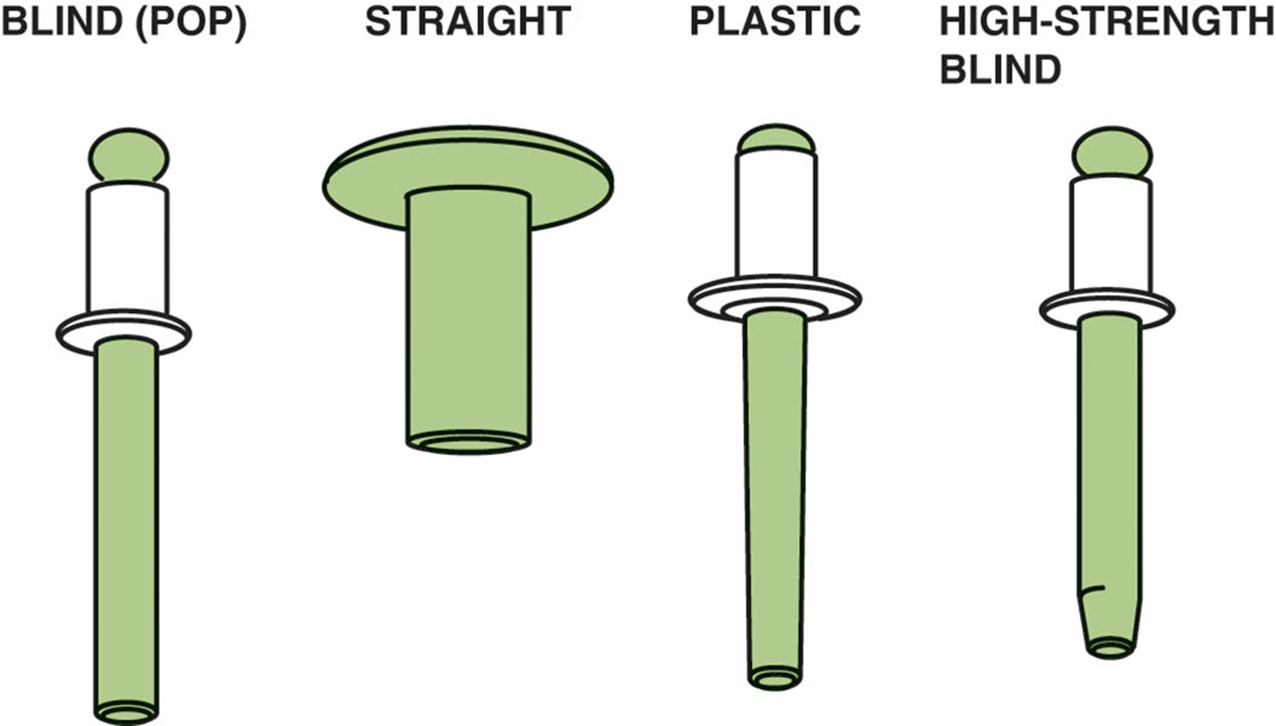 BLIND (POP)
STRAIGHT
PLASTIC
HIGH-STRENGTH
BLIND